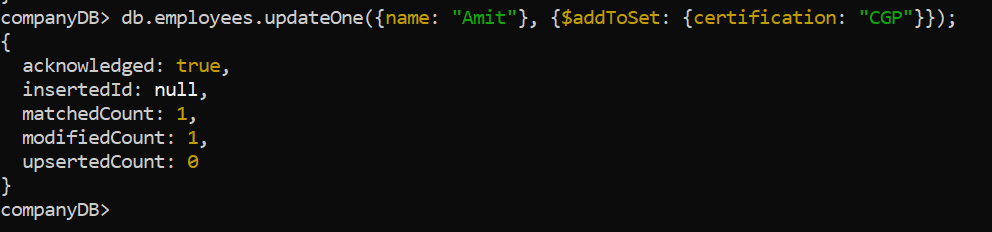 companyDB> db.employees.updateOne({name: "Amit"}, {$addToSet: {certification: "CGP"}});
{
  acknowledged: true,
  insertedId: null,
  matchedCount: 1,
  modifiedCount: 1,
  upsertedCount: 0
}
companyDB>